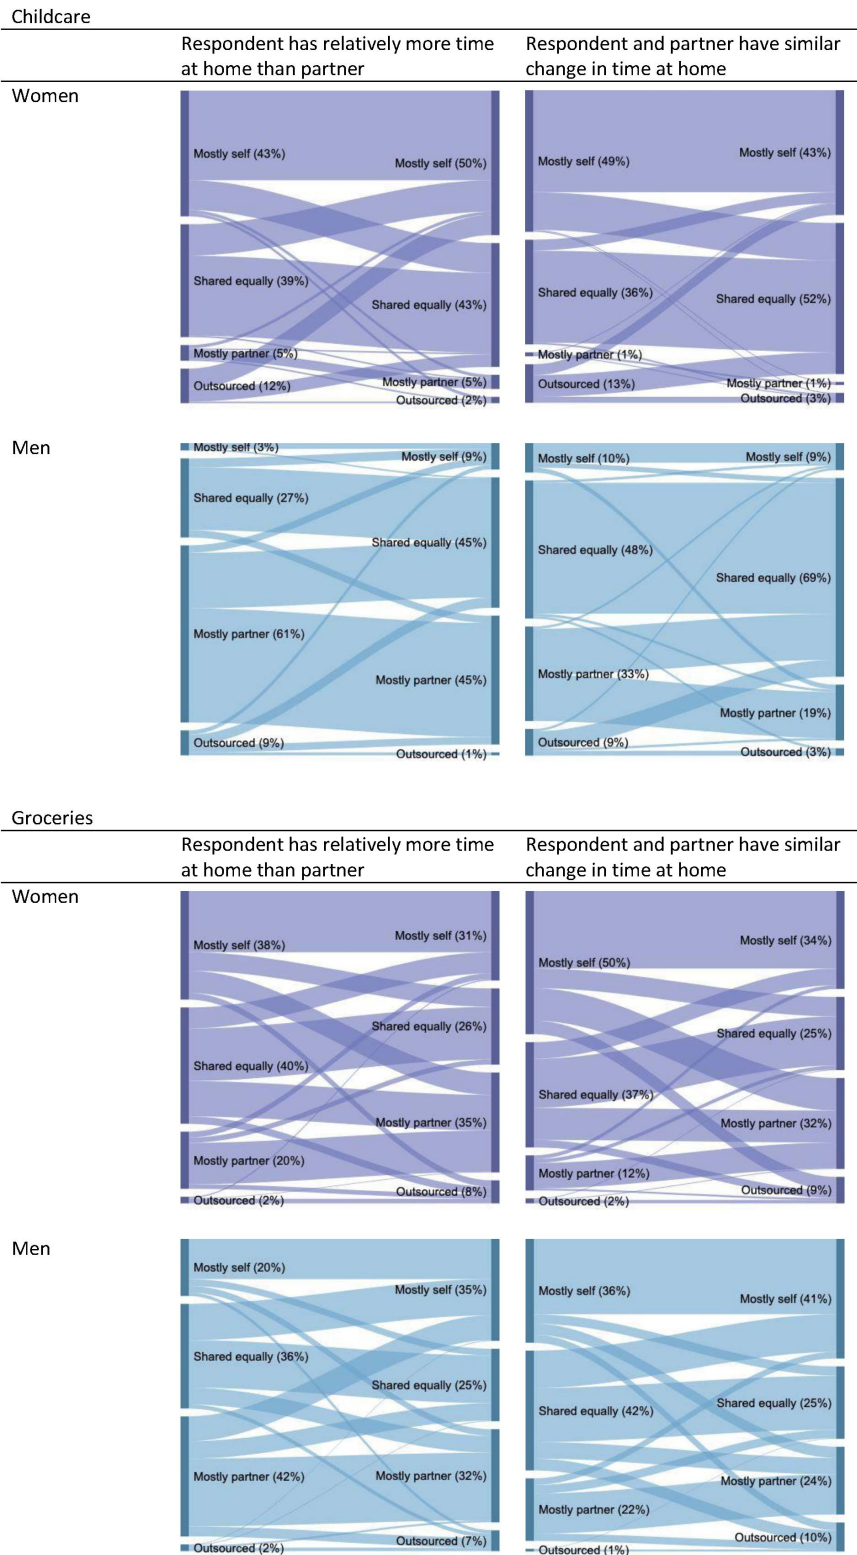 Childcare
Respondent has relatively more time
at home than partner
Respondent and partner have similar
change in time at home
Women
Mostly self (43%)
Mostly self (50%)
Shared equally (39%)
Shared equally (43%)
Mostly partner (5%)
Mostly partner (5%)
Outsourced (12%)
Outsourced (2%)
Mostly self (49%)
Mostly self (43%)
Shared equally (36%)
Shared equally (52%)
Mostly partner (1%)
Mostly partner (1%)
Outsourced (13%)
Outsourced (3%)
Men
Mostly self (3%)
Mostly self (9%)
Shared equally (27%)
Shared equally (45%)
Mostly partner (61%)
Mostly partner (45%)
Outsourced (9%)
Outsourced (1%)
Mostly self (10%)
Mostly self (9%)
Shared equally (48%)
Shared equally (69%)
Mostly partner (33%)
Mostly partner (19%)
Outsourced (9%)
Outsourced (3%)
Groceries
Respondent has relatively more time
at home than partner
Respondent and partner have similar
change in time at home
Women
Mostly self (38%)
Mostly self (31%)
Shared equally (40%)
Shared equally (26%)
Mostly partner (20%)
Mostly partner (35%)
Outsourced (2%)
Outsourced (8%)
Mostly self (50%)
Mostly self (34%)
Shared equally (37%)
Shared equally (25%)
Mostly partner (12%)
Mostly partner (32%)
Outsourced (2%)
Outsourced (9%)
Men
Mostly self (20%)
Mostly self (35%)
Shared equally (36%)
Shared equally (25%)
Mostly partner (42%)
Mostly partner (32%)
Outsourced (2%)
Outsourced (7%)
Mostly self (36%)
Mostly self (41%)
Shared equally (42%)
Shared equally (25%)
Mostly partner (22%)
Mostly partner (24%)
Outsourced (1%)
Outsourced (10%)